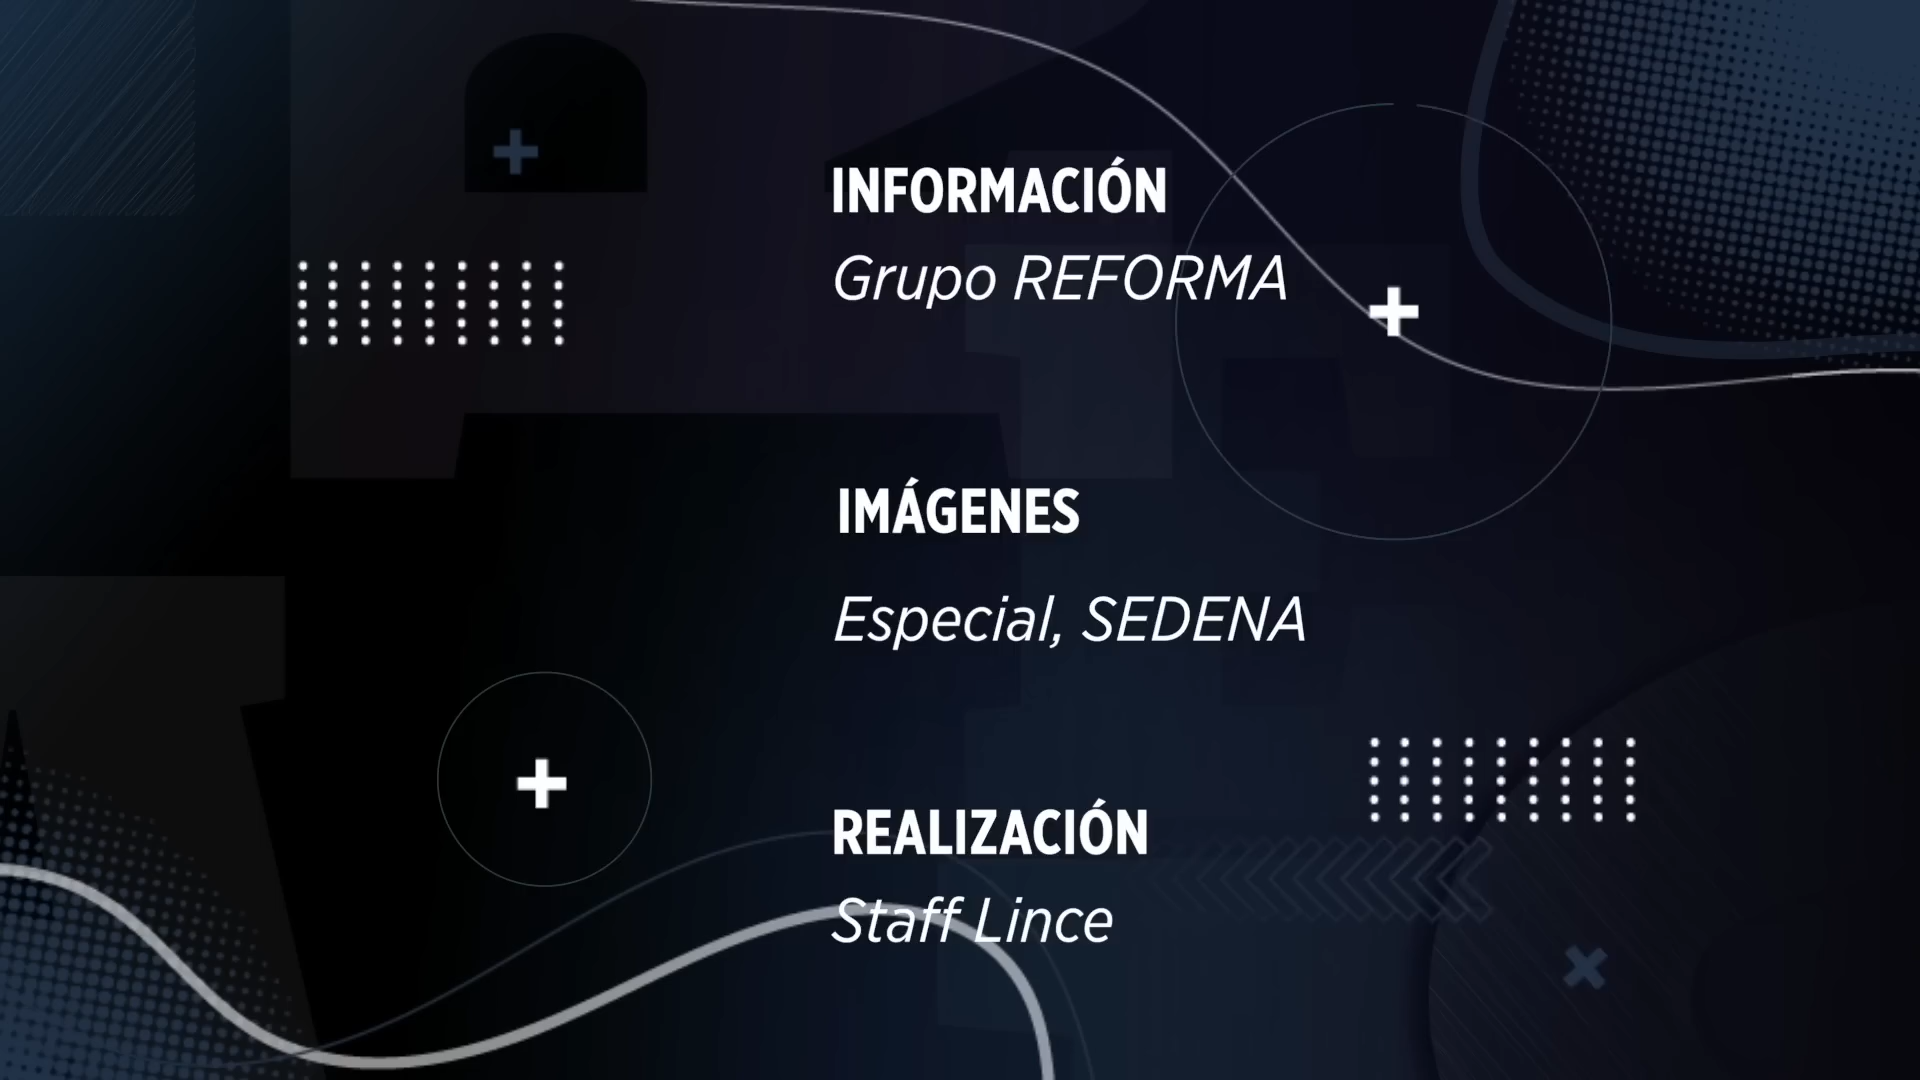 INFORMACIÓN
Grupo REFORMA
IMÁGENES
Especial, SEDENA
REALIZACIÓN
Staff Lince